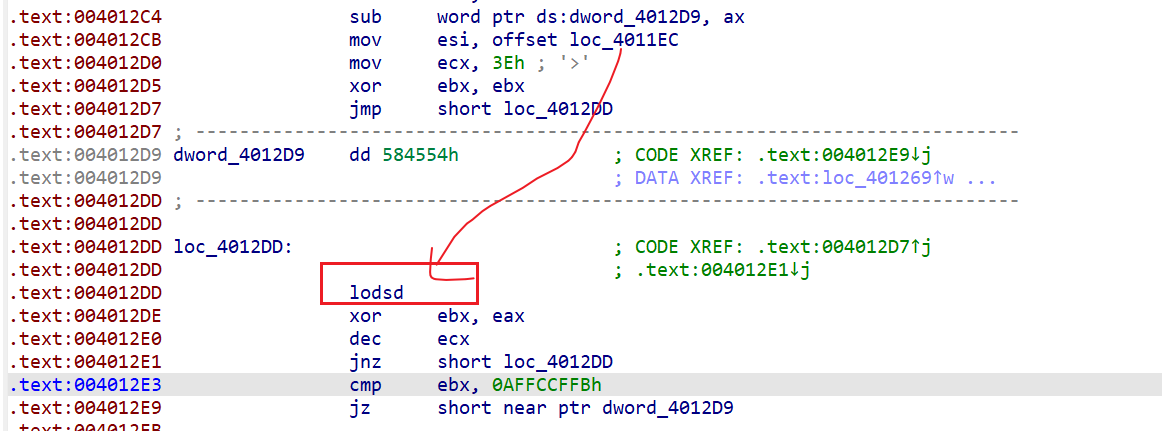 .text:004012C4 sub word ptr ds:dword_4012D9, ax
.text:004012CB mov esi, offset loc_4011EC
.text:004012D0 mov ecx, 3Eh ; '>'
.text:004012D5 xor ebx, ebx
.text:004012D7 jmp short loc_4012DD
.text:004012D7 ; ---------------------------------------------------------------------------
.text:004012D9 dword_4012D9 dd 584554h ; CODE XREF: .text:004012E9↓j
.text:004012D9 ; DATA XREF: .text:loc_401269↑w ...
.text:004012DD ; ---------------------------------------------------------------------------
.text:004012DD
.text:004012DD loc_4012DD: ; CODE XREF: .text:004012D7↑j
.text:004012DD ; .text:004012E1↓j
.text:004012DD lodsd
.text:004012DE xor ebx, eax
.text:004012E0 dec ecx
.text:004012E1 jnz short loc_4012DD
.text:004012E3 cmp ebx, 0AFFCCFFBh
.text:004012E9 jz short near ptr dword_4012D9
.text:004012EB